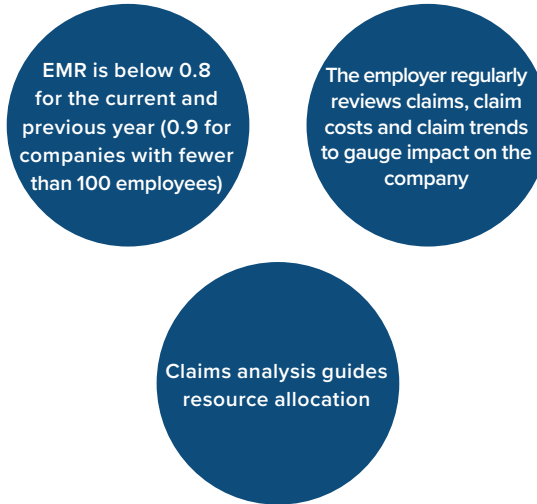 EMR is below 0.8
for the current and
previous year (0.9 for
companies with fewer
than 100 employees)
The employer regularly
reviews claims, claim
costs and claim trends
to gauge impact on the
company
Claims analysis guides
resource allocation